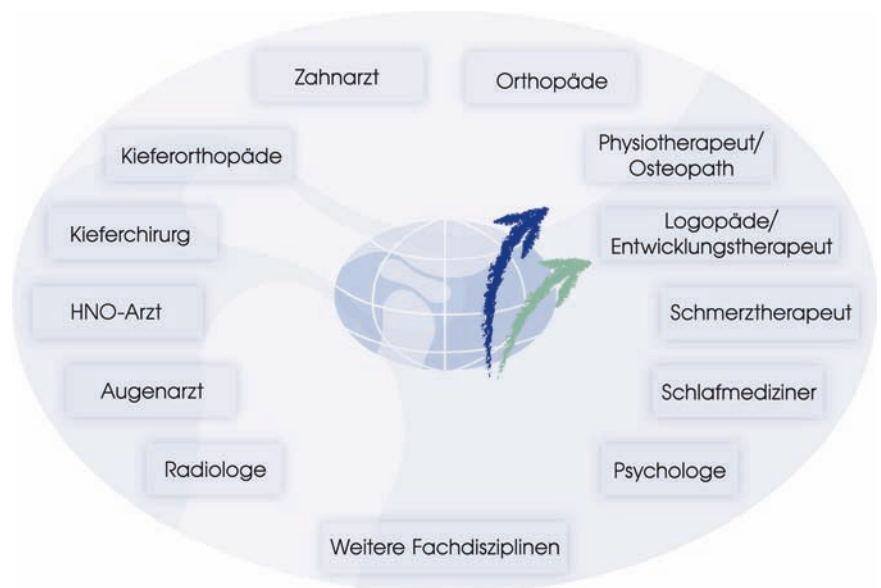 Zahnarzt
Orthopäde
Kieferorthopäde
Physiotherapeut/
Osteopath
Kieferchirurg
Logopäde/
Entwicklungstherapeut
HNO-Arzt
Schmerztherapeut
Augenarzt
Schlafmediziner
Radiologe
Psychologe
Weitere Fachdisziplinen